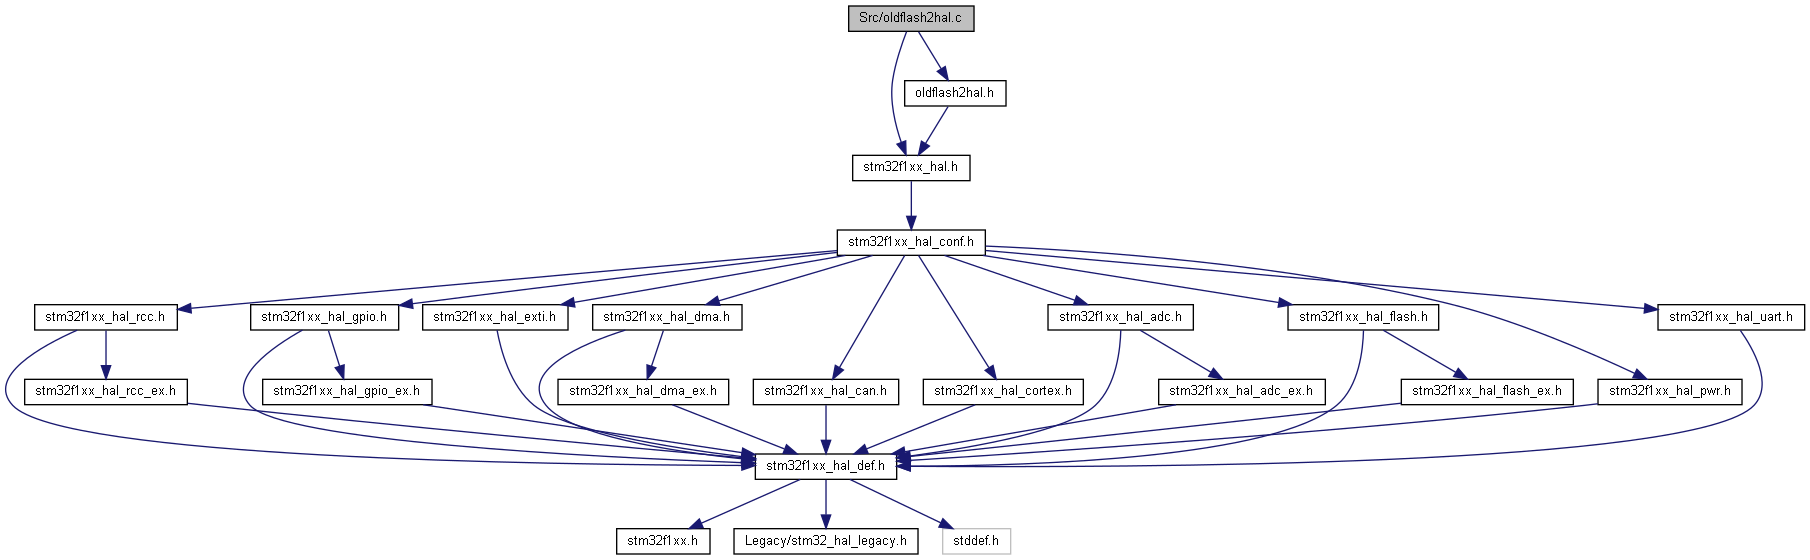 Src/oldflash2hal.c
oldflash2hal.h
stm32f1xx_hal.h
stm32f1xx_hal_conf.h
stm32f1xx_hal_rcc.h
stm32f1xx_hal_gpio.h
stm32f1xx_hal_exti.h
stm32f1xx_hal_dma.h
stm32f1xx_hal_adc.h
stm32f1xx_hal_flash.h
stm32f1xx_hal_uart.h
stm32f1xx_hal_rcc_ex.h
stm32f1xx_hal_gpio_ex.h
stm32f1xx_hal_dma_ex.h
stm32f1xx_hal_can.h
stm32f1xx_hal_cortex.h
stm32f1xx_hal_adc_ex.h
stm32f1xx_hal_flash_ex.h
stm32f1xx_hal_pwr.h
stm32f1xx_hal_def.h
stm32f1xx.h
Legacy/stm32_hal_legacy.h
stddef.h